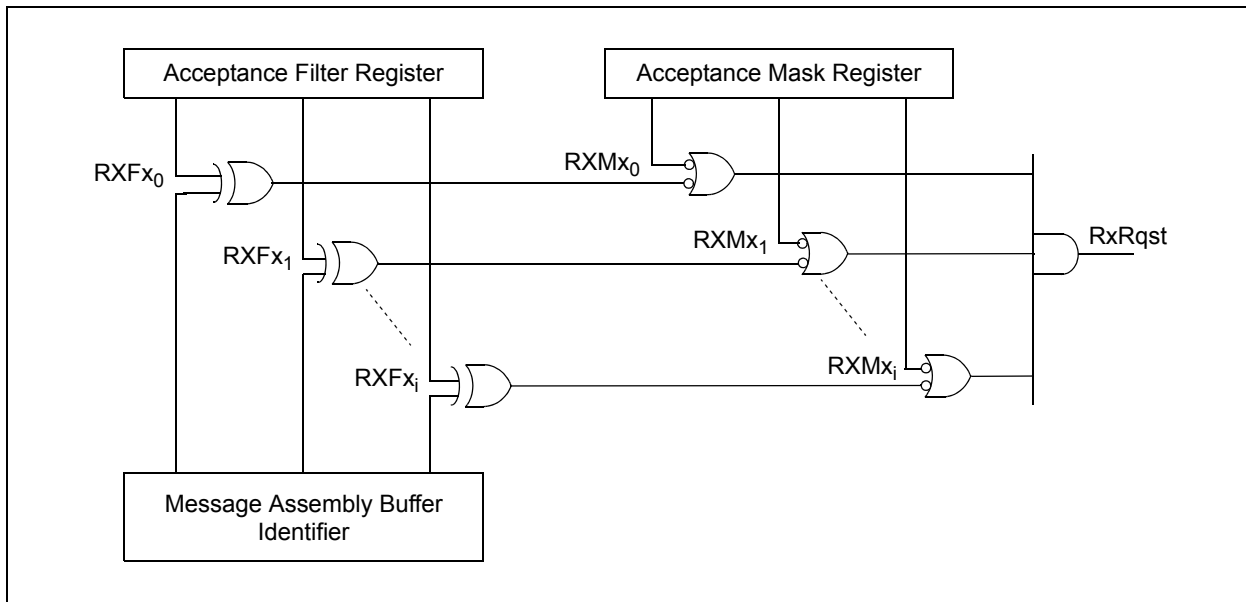 Acceptance Filter Register
Acceptance Mask Register
RXFx0
RXMx0
RXFx1
RXMx1
RxRqst
RXFxi
RXMxi
Message Assembly Buffer
Identifier